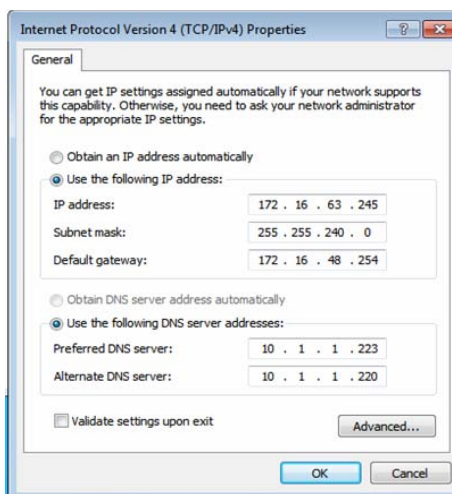 Internet Protocol Version 4 (TCP/IPv4) Properties
General
You can get IP settings assigned automatically if your network supports
this capability. Otherwise, you need to ask your network administrator
for the appropriate IP settings.
Obtain an IP address automatically
Use the following IP address:
IP address: 172 . 16 . 63 . 245
Subnet mask: 255 . 255 . 240 . 0
Default gateway: 172 . 16 . 48 . 254
Obtain DNS server address automatically
Use the following DNS server addresses:
Preferred DNS server: 10 . 1 . 1 . 223
Alternate DNS server: 10 . 1 . 1 . 220
Validate settings upon exit
Advanced...
OK Cancel